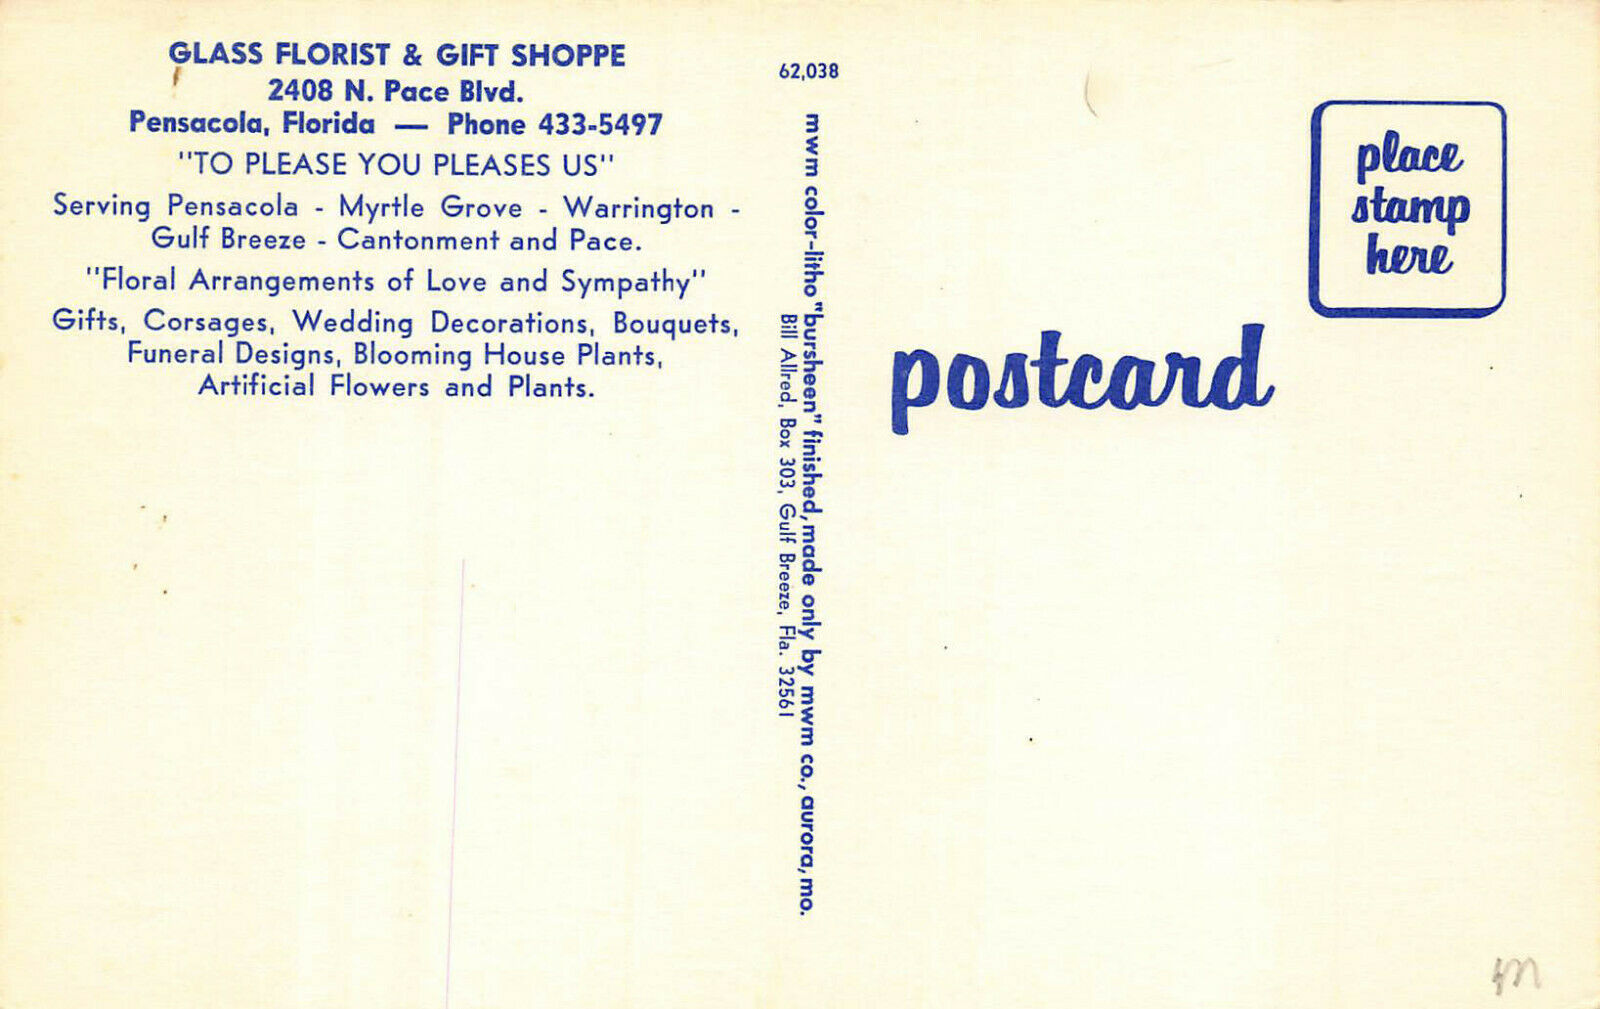 GLASS FLORIST & GIFT SHOPPE
2408 N. Pace Blvd.
Pensacola, Florida — Phone 433-5497
"TO PLEASE YOU PLEASES US"
Serving Pensacola - Myrtle Grove - Warrington -
Gulf Breeze - Cantonment and Pace.
"Floral Arrangements of Love and Sympathy"
Gifts, Corsages, Wedding Decorations, Bouquets,
Funeral Designs, Blooming House Plants,
Artificial Flowers and Plants.
62,038
mwm color-litho "bursheen" finished, made only by mwm co., aurora, mo.
Bill Allred, Box 303, Gulf Breeze, Fla. 32561
place
stamp
here
postcard